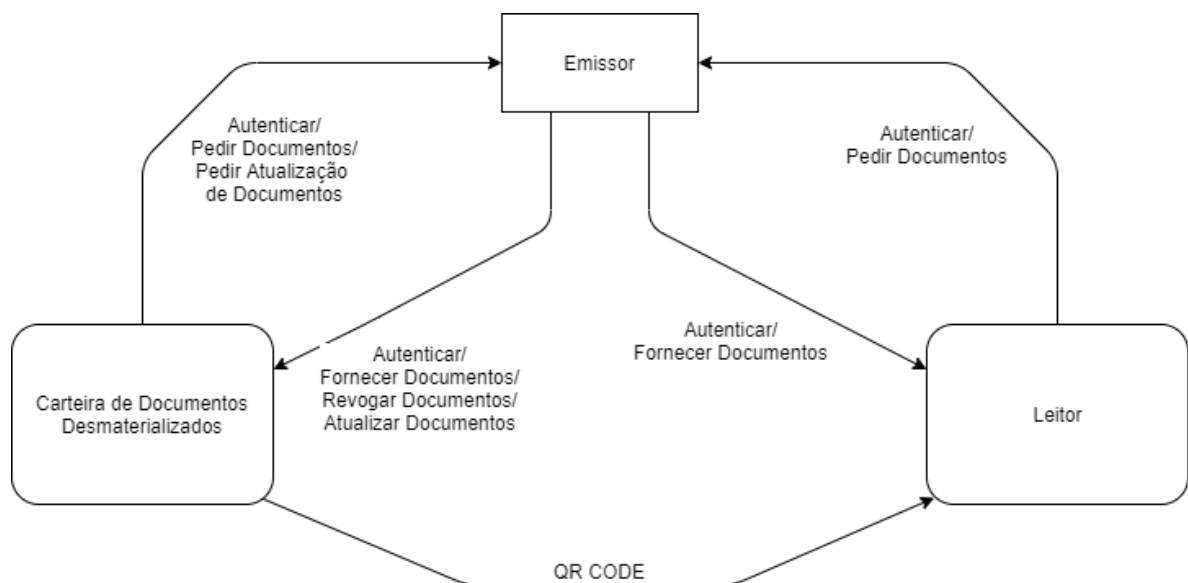 Emissor
Autenticar/
Pedir Documentos/
Pedir Atualização
de Documentos
Autenticar/
Pedir Documentos
Autenticar/
Fornecer Documentos
Autenticar/
Fornecer Documentos/
Revogar Documentos/
Atualizar Documentos
Carteira de Documentos
Desmaterializados
Leitor
QR CODE